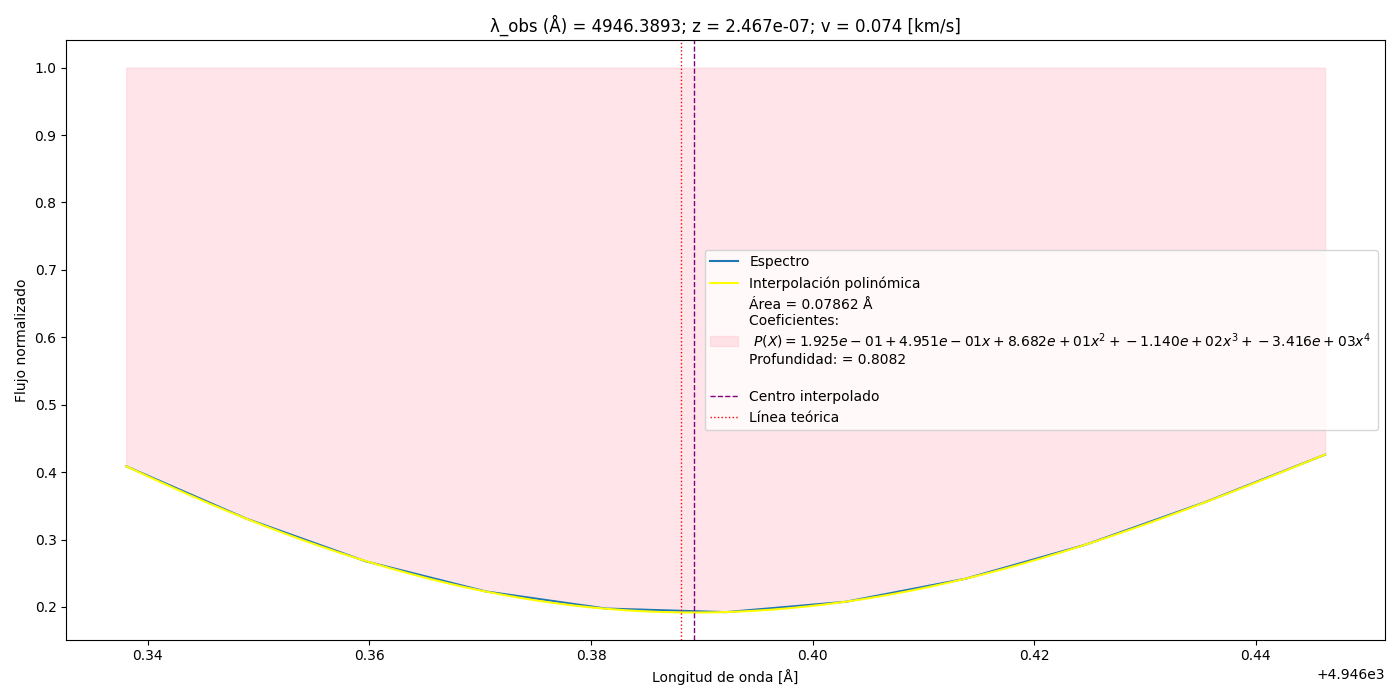 λ_obs (Å) = 4946.3893; z = 2.467e-07; v = 0.074 [km/s]
Flujo normalizado
1.0
0.9
0.8
0.7
0.6
0.5
0.4
0.3
0.2
Espectro
Interpolación polinómica
Área = 0.07862 Å
Coeficientes:
P(X) = 1.925e − 01 + 4.951e − 01x + 8.682e + 01x² + −1.140e + 02x³ + −3.416e + 03x⁴
Profundidad: = 0.8082
Centro interpolado
Línea teórica
0.34 0.36 0.38 0.40 0.42 0.44
+4.946e3
Longitud de onda [Å]